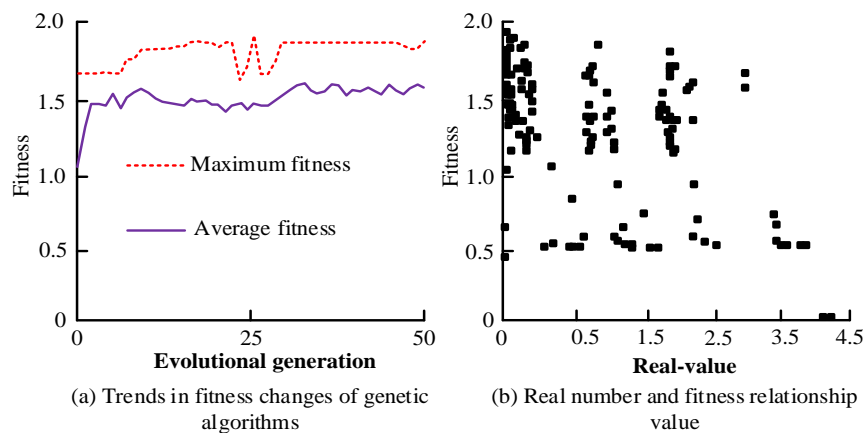 2.0
1.5
1.0
0.5
0
Fitness
Maximum fitness
Average fitness
0
25
50
Evolutional generation
(a) Trends in fitness changes of genetic
algorithms
2.0
1.5
1.0
0.5
0
Fitness
0
0.5
1.5
2.5
3.5
4.5
Real-value
(b) Real number and fitness relationship
value